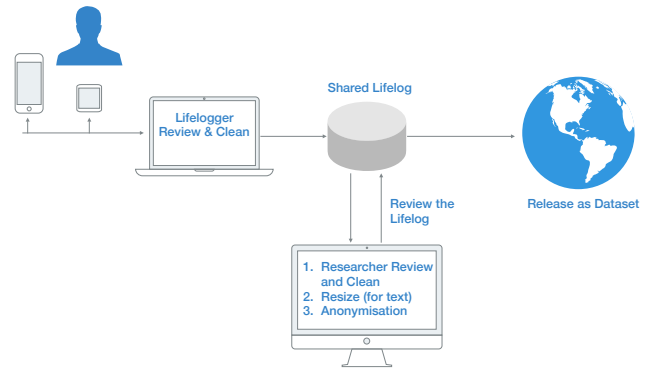 Lifelogger
Review & Clean
Shared Lifelog
Review the
Lifelog
Release as Dataset
1. Researcher Review
and Clean
2. Resize (for text)
3. Anonymisation